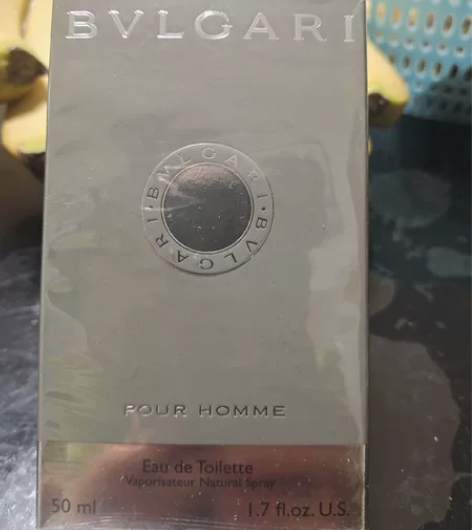 BVLGARI
BVLGARI • BVLGARI •
POUR HOMME
Eau de Toilette
Vaporisateur Natural Spray
50 ml 1.7 fl.oz. U.S.